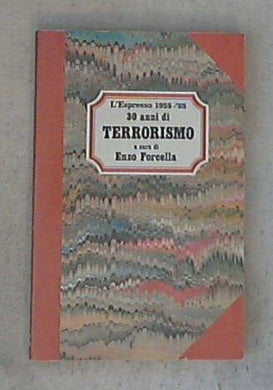 L'Espresso 1955-'85
30 anni di
TERRORISMO
a cura di
Enzo Forcella